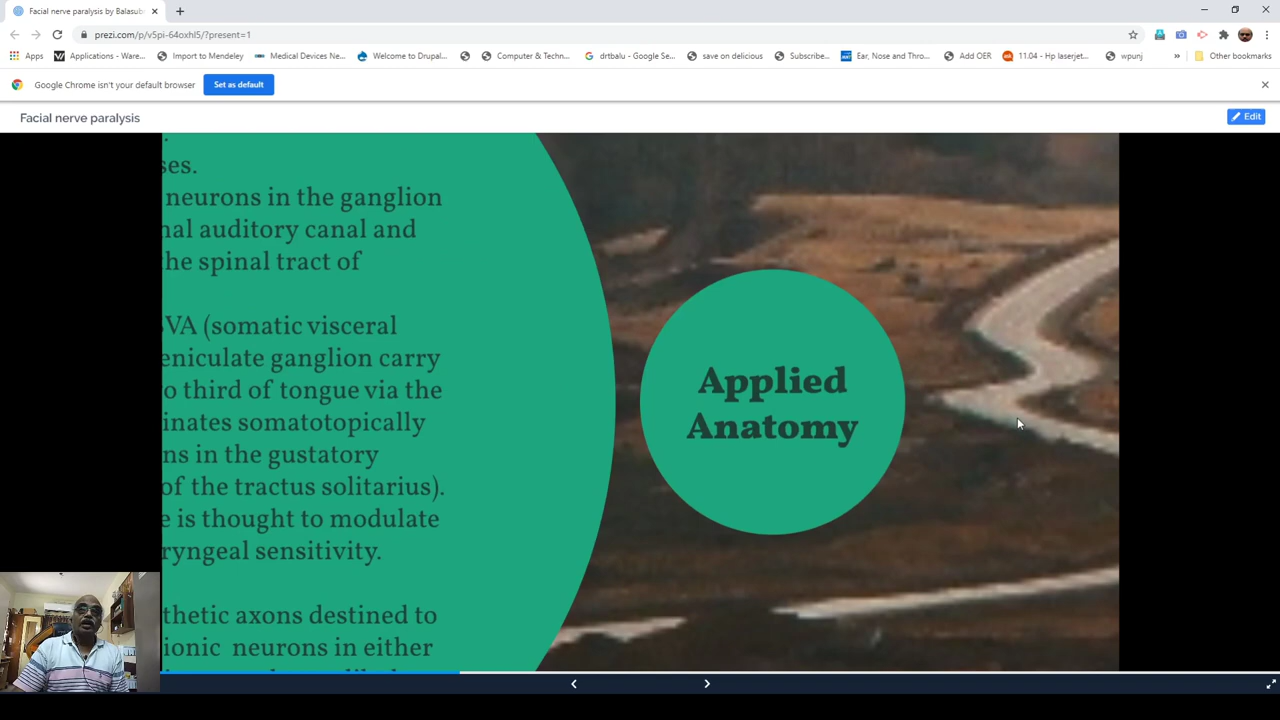 Facial nerve paralysis by Balasub
prezi.com/p/v5pi-64oxhl5/?present=1
Apps Applications - Ware... Import to Mendeley Medical Devices Ne... Welcome to Drupal... Computer & Techn... drtbalu - Google Se... save on delicious Subscribe... Ear, Nose and Thro... Add OER 11.04 - Hp laserjet... wpunj » Other bookmarks
Google Chrome isn't your default browser Set as default
Facial nerve paralysis Edit
ses.
neurons in the ganglion
nal auditory canal and
the spinal tract of
SVA (somatic visceral
eniculate ganglion carry
o third of tongue via the
inates somatotopically
ns in the gustatory
of the tractus solitarius).
e is thought to modulate
ryngeal sensitivity.
thetic axons destined to
ionic neurons in either
Applied
Anatomy